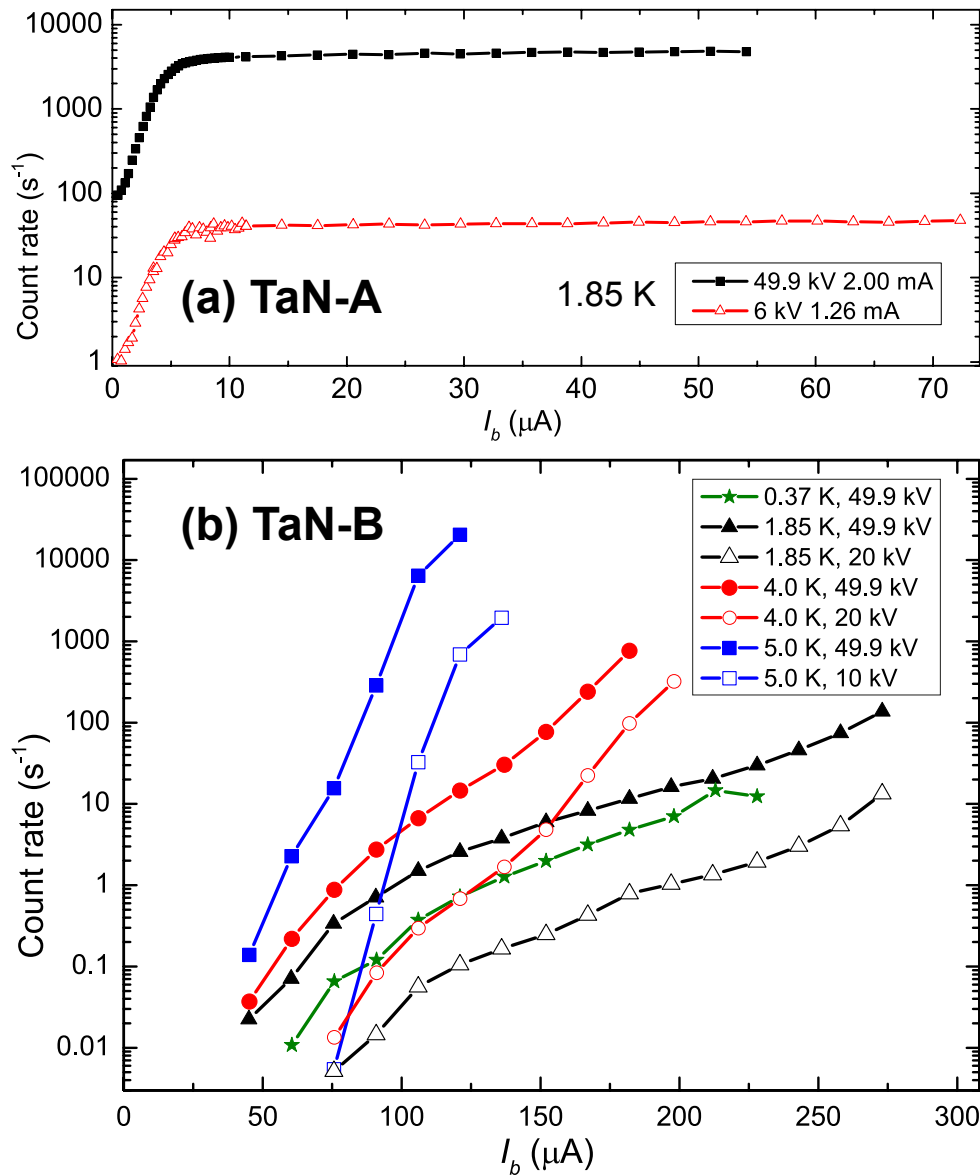 10000
1000
100
10
1
Count rate (s⁻¹)
(a) TaN-A
1.85 K
49.9 kV 2.00 mA
6 kV 1.26 mA
0 10 20 30 40 50 60 70
I_b (μA)
100000
10000
1000
100
10
1
0.1
0.01
Count rate (s⁻¹)
(b) TaN-B
0.37 K, 49.9 kV
1.85 K, 49.9 kV
1.85 K, 20 kV
4.0 K, 49.9 kV
4.0 K, 20 kV
5.0 K, 49.9 kV
5.0 K, 10 kV
0 50 100 150 200 250 300
I_b (μA)